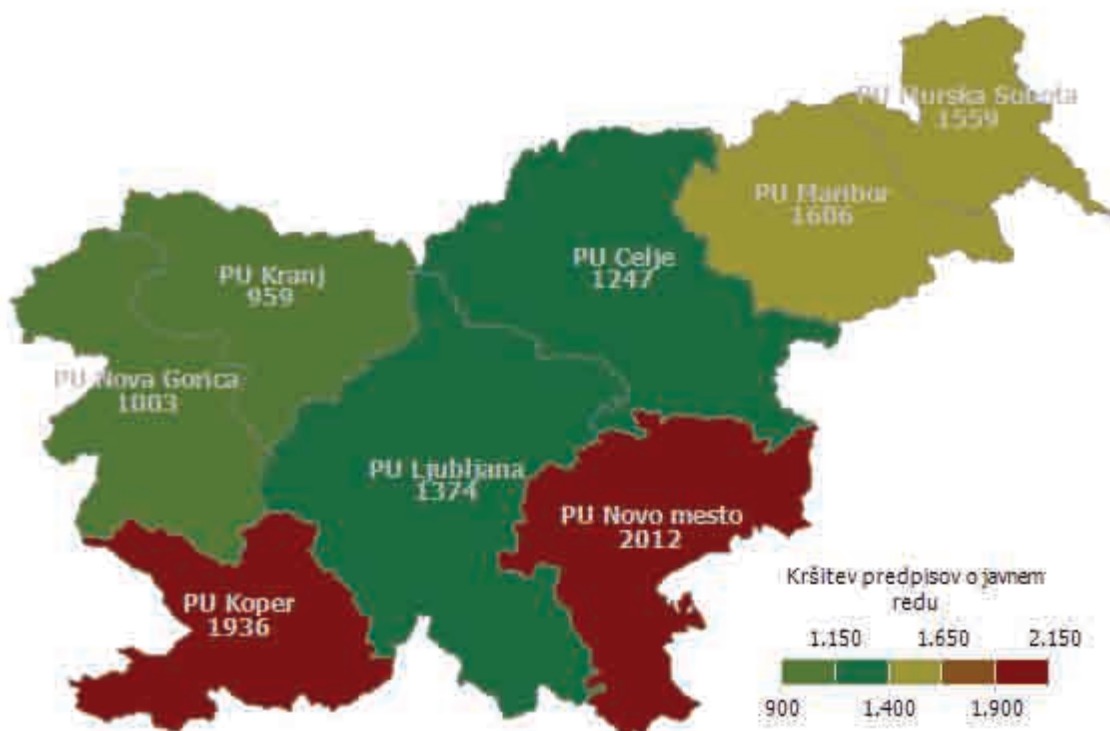 PU Murska Sobota
1559
PU Maribor
1606
PU Celje
1247
PU Kranj
959
PU Nova Gorica
1003
PU Ljubljana
1374
PU Novo mesto
2012
PU Koper
1936
Kršitev predpisov o javnem
redu
1.150 1.650 2.150
900 1.400 1.900